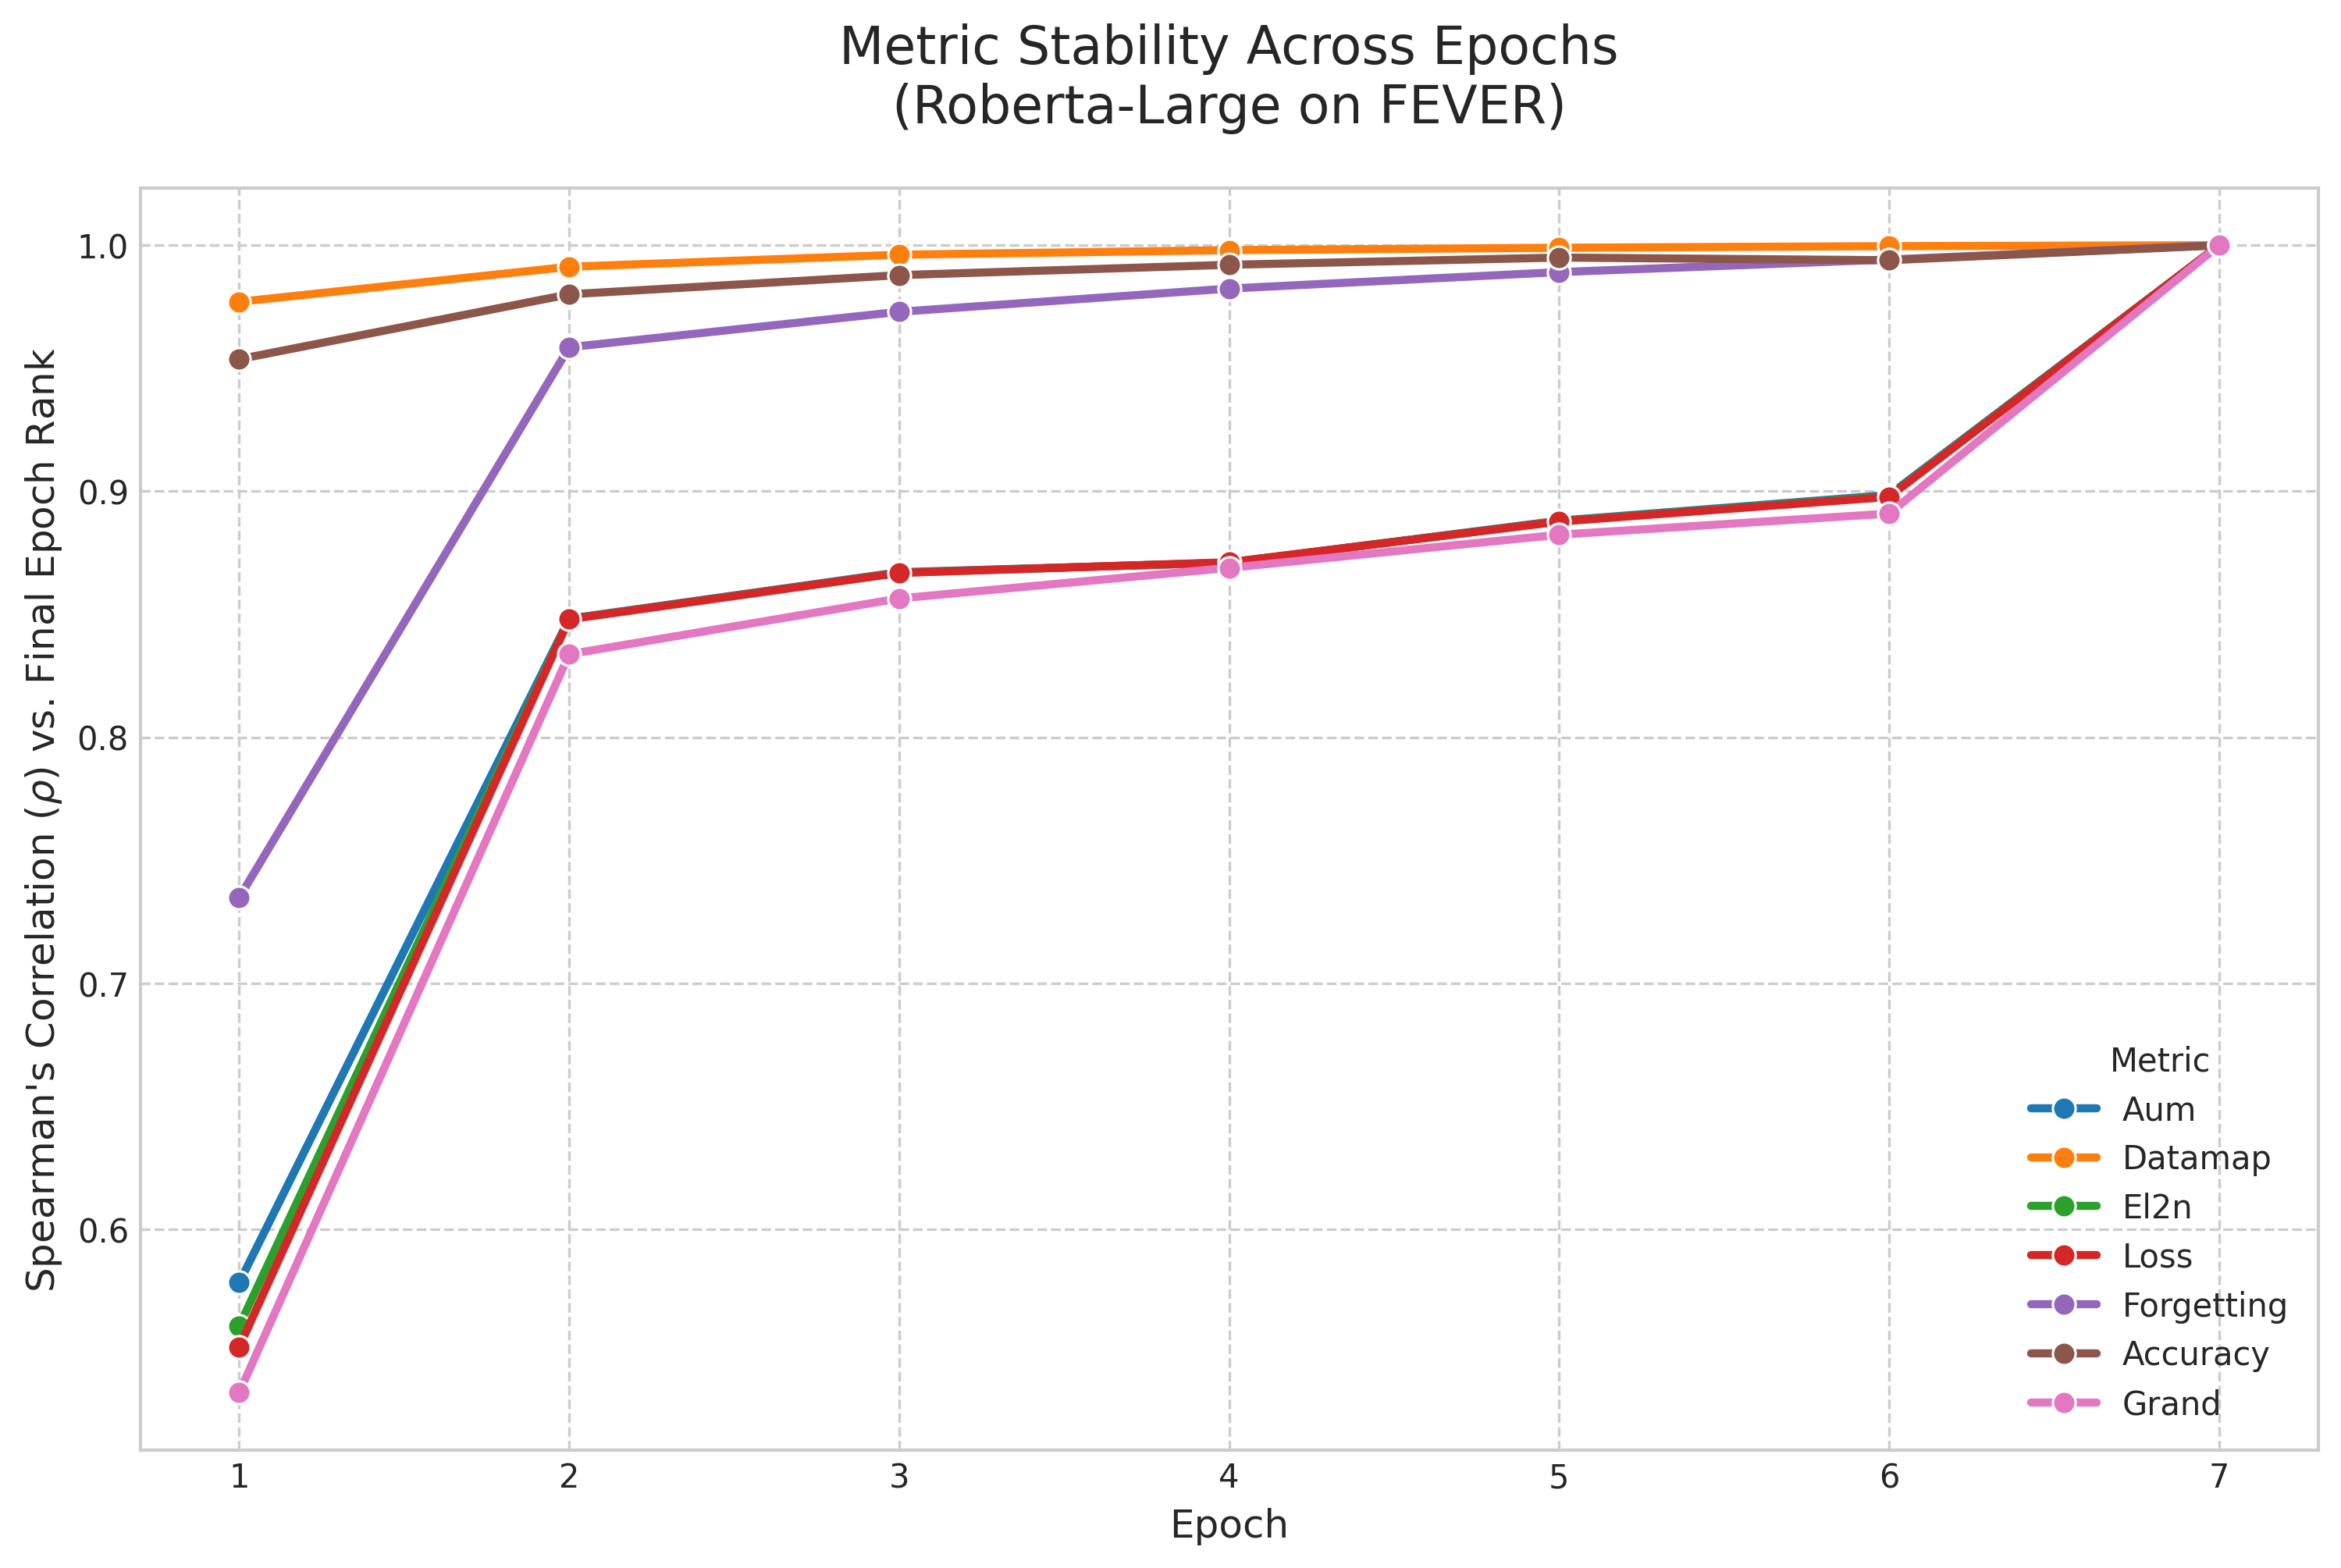 Metric Stability Across Epochs
(Roberta-Large on FEVER)
Spearman's Correlation (ρ) vs. Final Epoch Rank
1.0
0.9
0.8
0.7
0.6
Metric
Aum
Datamap
El2n
Loss
Forgetting
Accuracy
Grand
1 2 3 4 5 6 7
Epoch